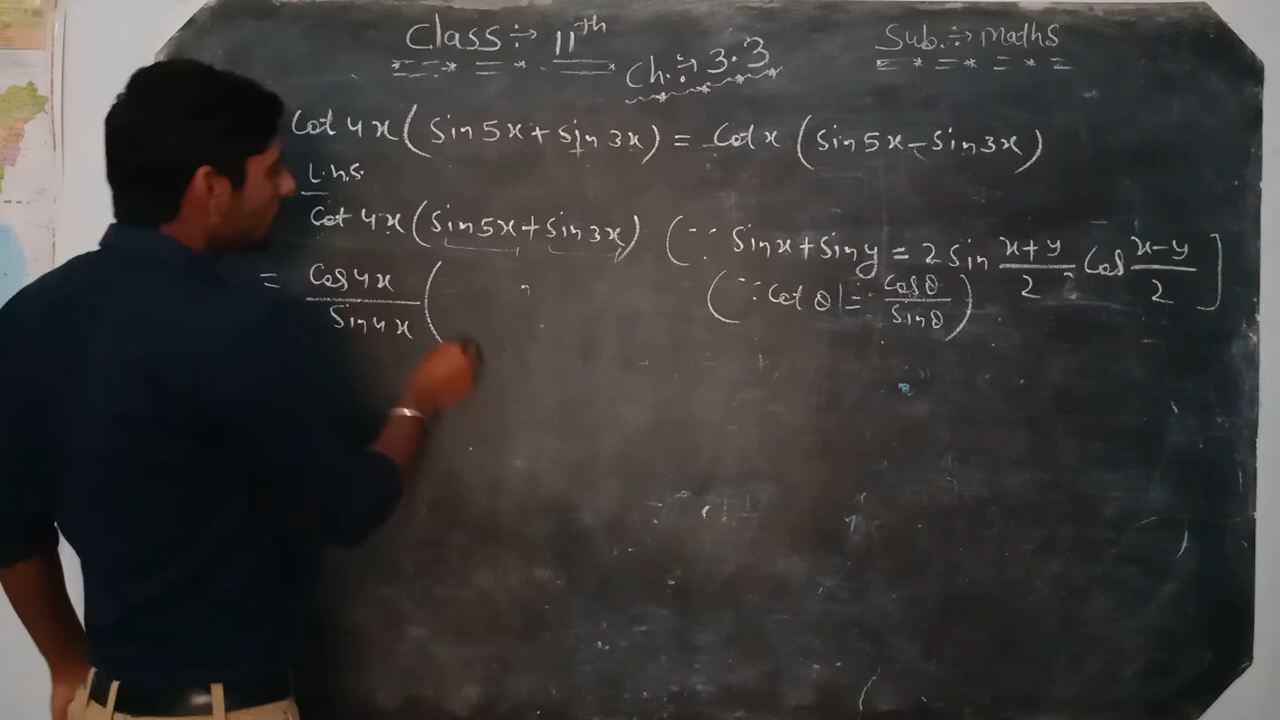 Class :- 11th
Sub. :- Maths
Ch. :- 3.3
Cot 4x (Sin 5x + Sin 3x) = Cot x (Sin 5x - Sin 3x)
L.h.s.
Cot 4x (Sin 5x + Sin 3x) (∵ Sin x + Sin y = 2 Sin x+y/2 Cos x-y/2]
= Cos 4x/Sin 4x ( (∵ Cot θ = Cos θ/Sin θ)